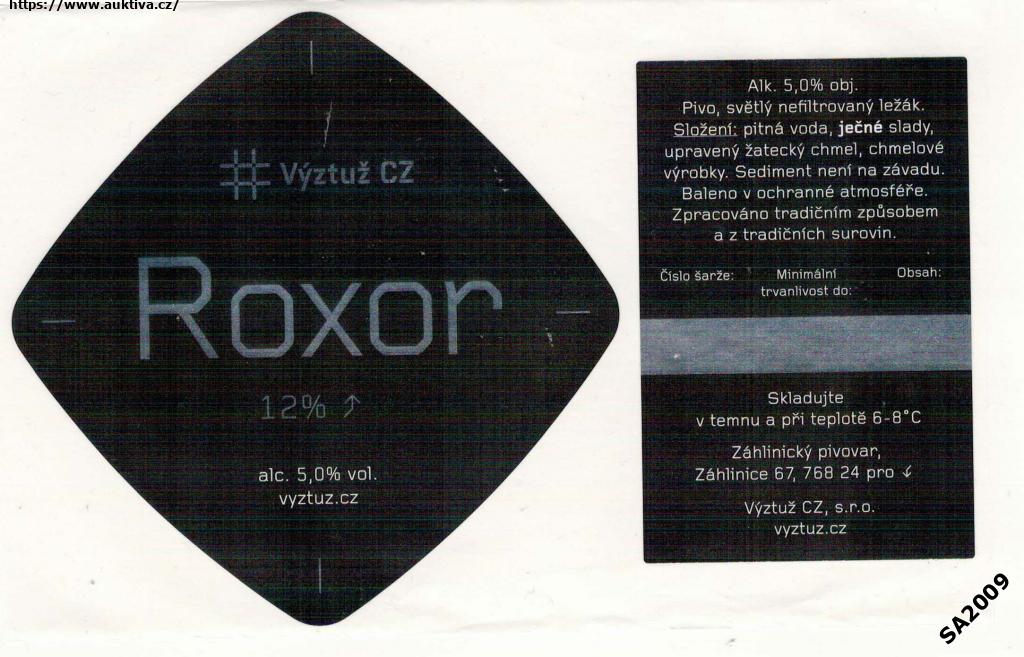 https://www.auktiva.cz/
Výztuž CZ
Roxor
12%
alc. 5,0% vol.
vyztuz.cz
Alk. 5,0% obj.
Pivo, světlý nefiltrovaný ležák.
Složení: pitná voda, ječné slady,
upravený žatecký chmel, chmelové
výrobky. Sediment není na závadu.
Baleno v ochranné atmosféře.
Zpracováno tradičním způsobem
a z tradičních surovin.
Číslo šarže: Minimální Obsah:
trvanlivost do:
Skladujte
v temnu a při teplotě 6-8°C
Záhlinický pivovar,
Záhlinice 67, 768 24 pro
Výztuž CZ, s.r.o.
vyztuz.cz
SA2009